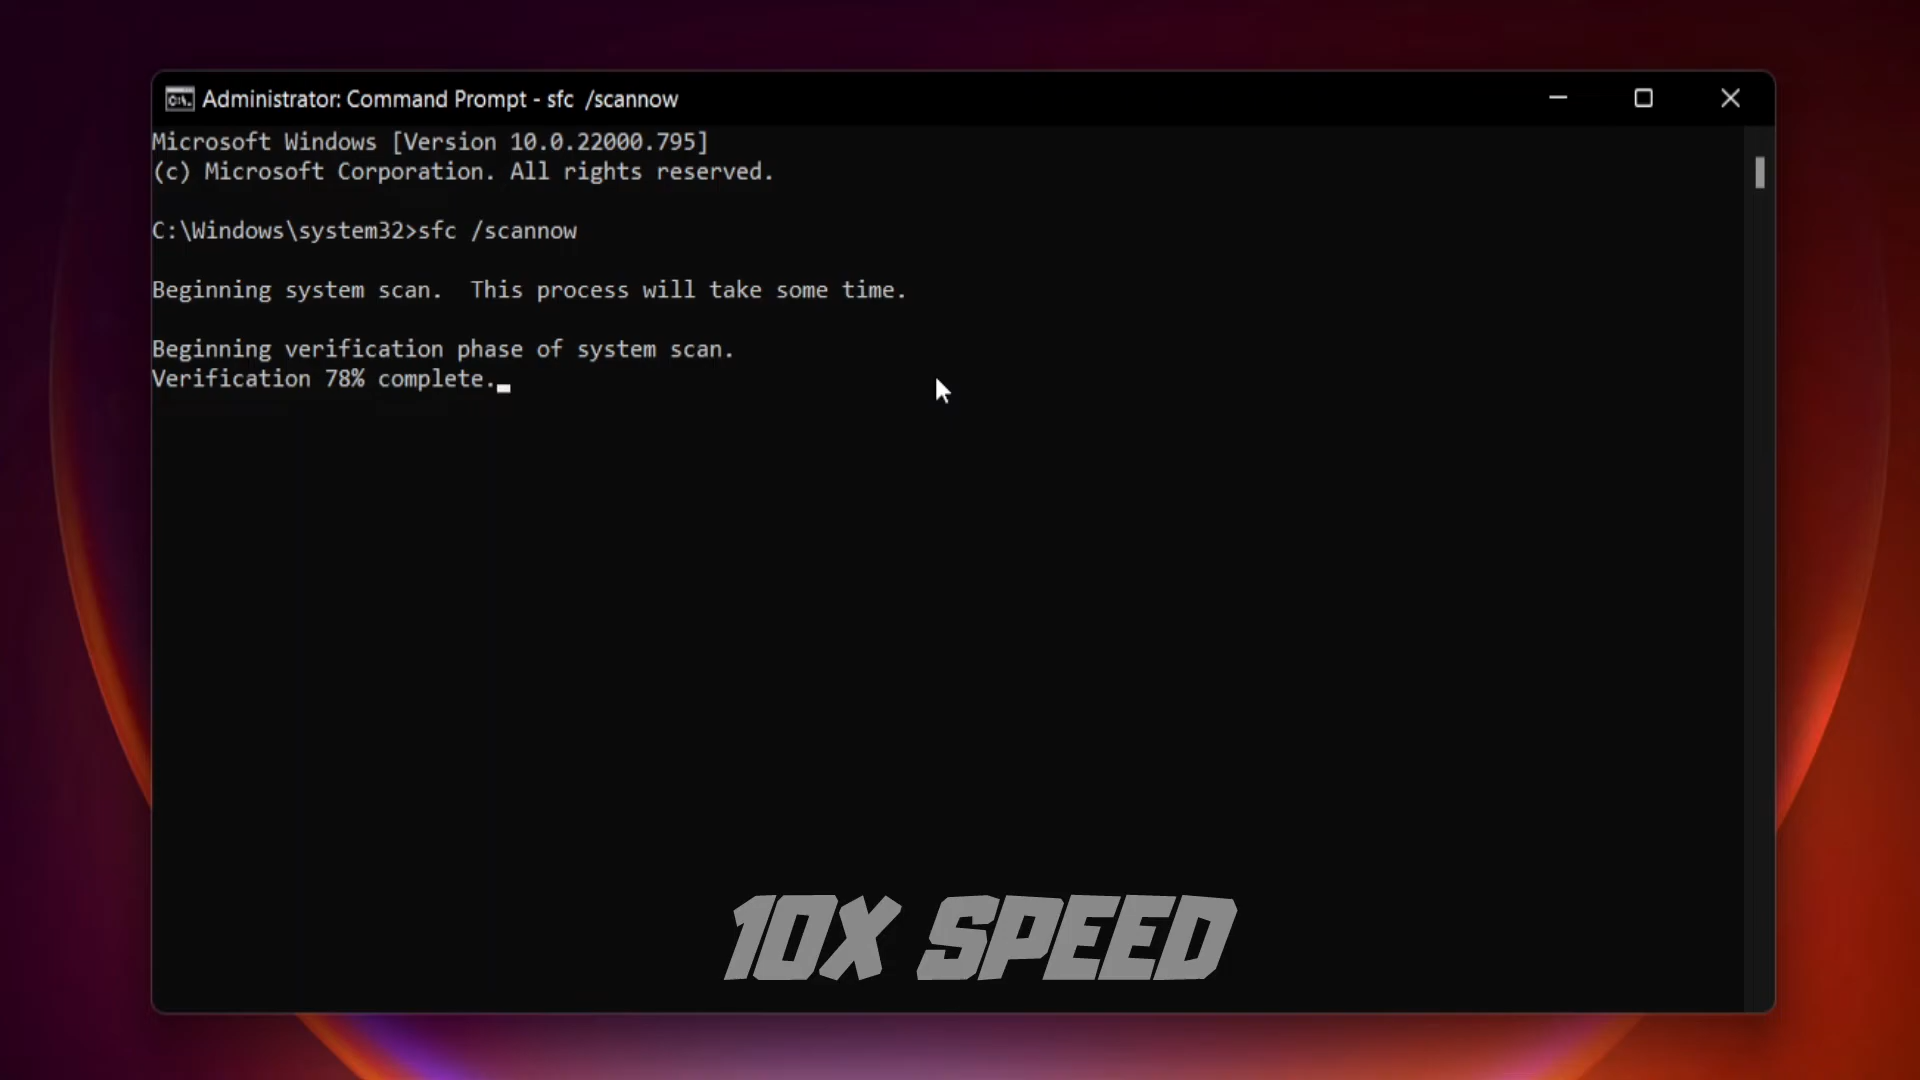 Administrator: Command Prompt - sfc  /scannow
Microsoft Windows [Version 10.0.22000.795]
(c) Microsoft Corporation. All rights reserved.
C:\Windows\system32>sfc /scannow
Beginning system scan.  This process will take some time.
Beginning verification phase of system scan.
Verification 78% complete.
10X SPEED